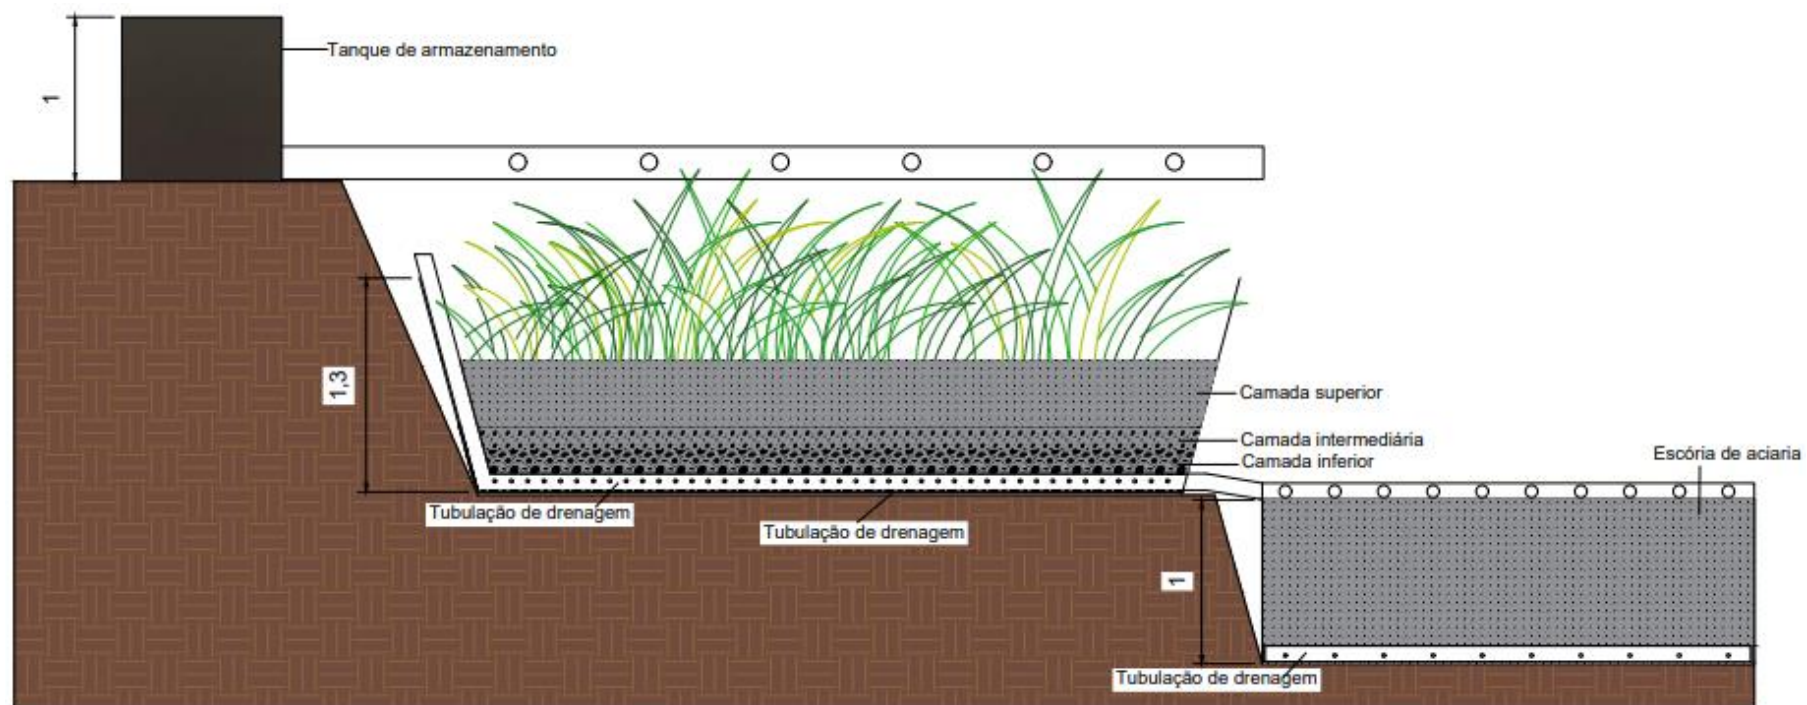 Tanque de armazenamento
1
1,3
Camada superior
Camada intermediária
Camada inferior
Escória de aciaria
Tubulação de drenagem
Tubulação de drenagem
1
Tubulação de drenagem